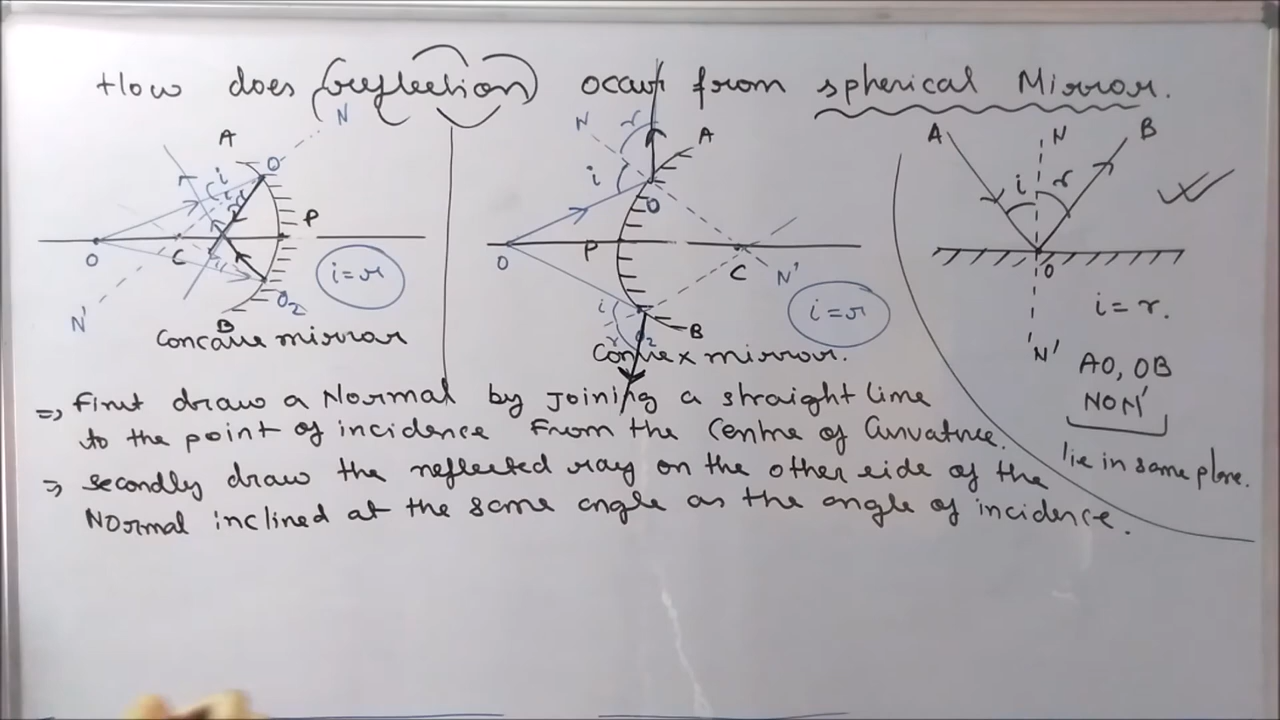 How does reflection occur from spherical Mirror.
N
A
O
i
r
P
O
C
i = r
O2
N'
B
Concave mirror
N
r
A
i
O
P
O
C
N'
i = r
i
r
O2
B
Convex mirror.
A
N
B
i
r
O
i = r.
N'
AO, OB
NON'
lie in same plane.
=> First draw a Normal by joining a straight line
to the point of incidence From the Centre of Curvature.
=> secondly draw the reflected ray on the other side of the
Normal inclined at the same angle as the angle of incidence.